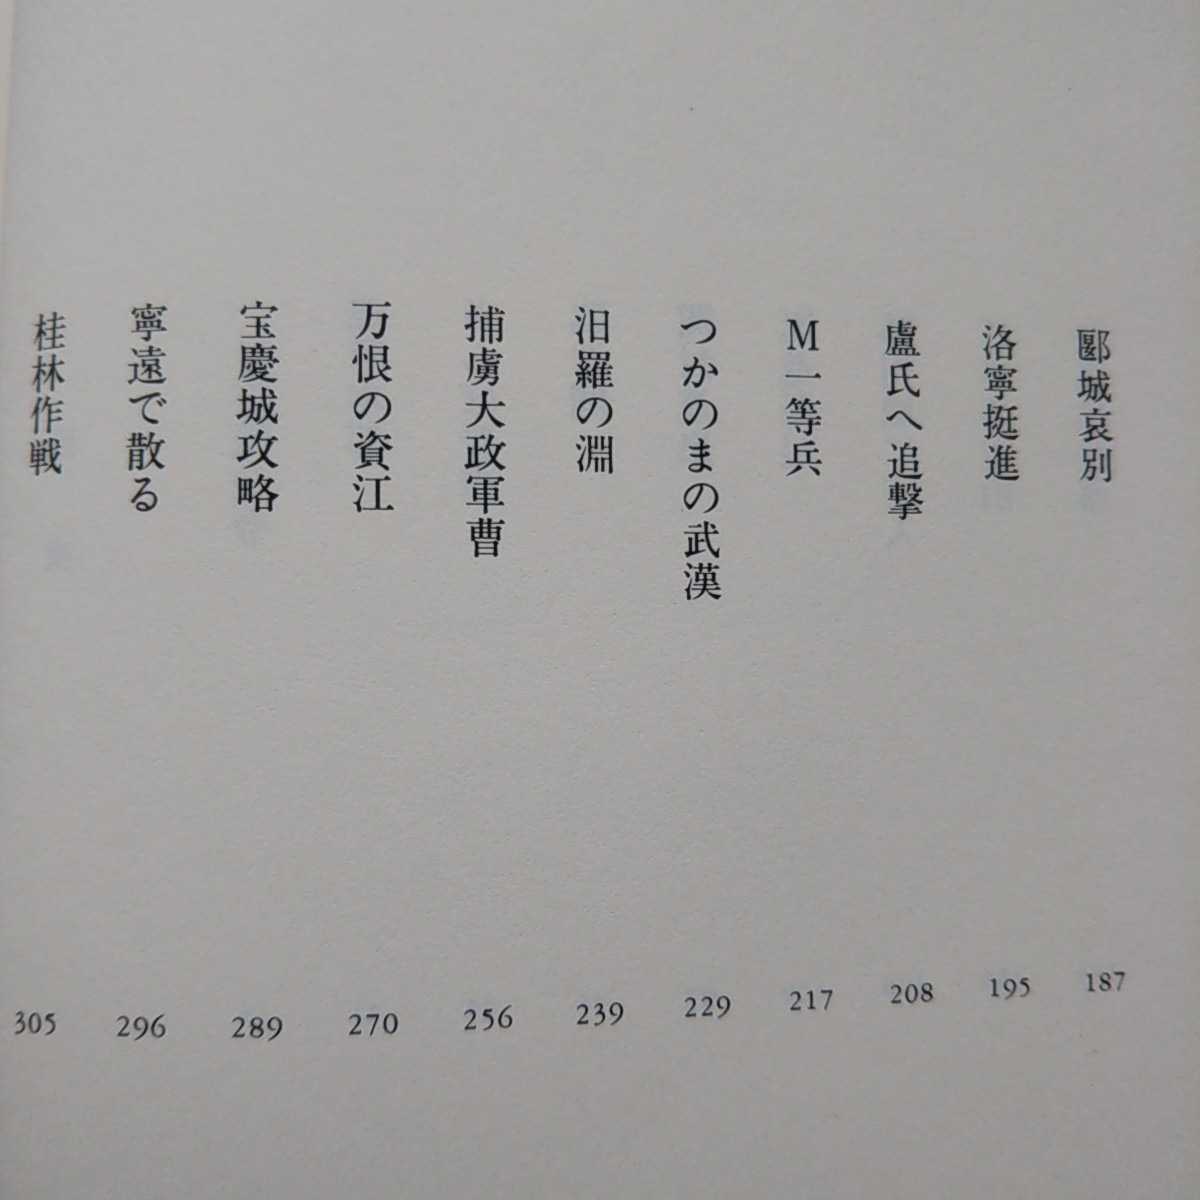 郾城哀別 187
洛寧挺進 195
盧氏へ追撃 208
M一等兵 217
つかのまの武漢 229
汨羅の淵 239
捕虜大政軍曹 256
万恨の資江 270
宝慶城攻略 289
寧遠で散る 296
桂林作戦 305